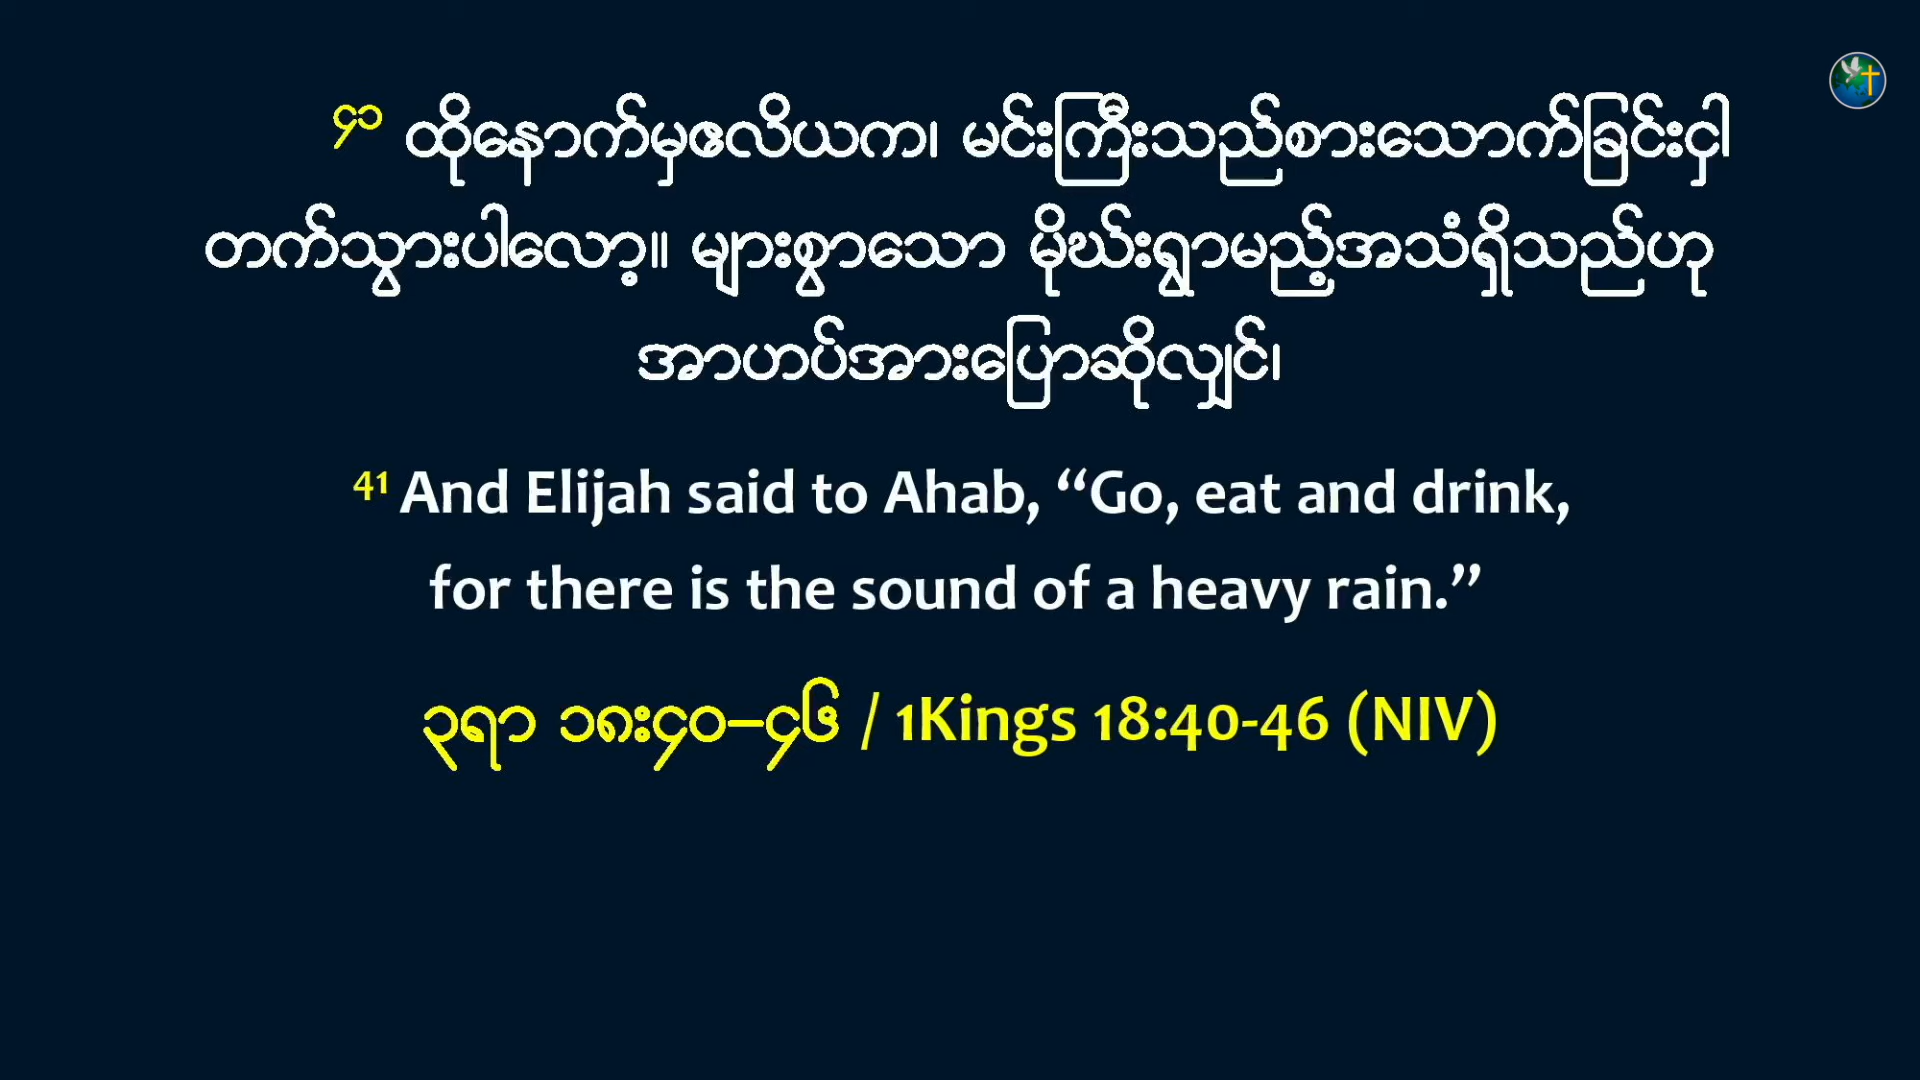 ၄၁ ထိုနောက်မှဧလိယက၊ မင်းကြီးသည်စားသောက်ခြင်းငှါ
တက်သွားပါလော့။ များစွာသော မိုဃ်းရွာမည့်အသံရှိသည်ဟု
အာဟပ်အားပြောဆိုလျှင်၊
41 And Elijah said to Ahab, “Go, eat and drink,
for there is the sound of a heavy rain.”
၃ရာ ၁၈း၄၀–၄၆ / 1Kings 18:40-46 (NIV)